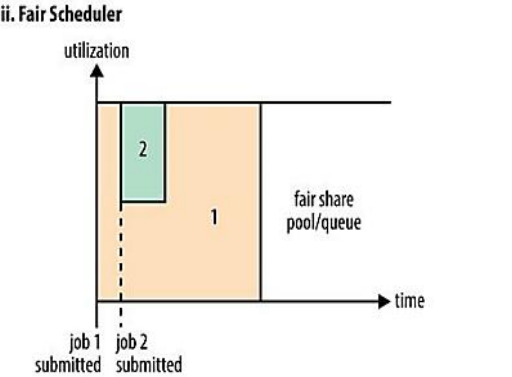 ii. Fair Scheduler
utilization
2
1
fair share
pool/queue
time
job 1
submitted
job 2
submitted